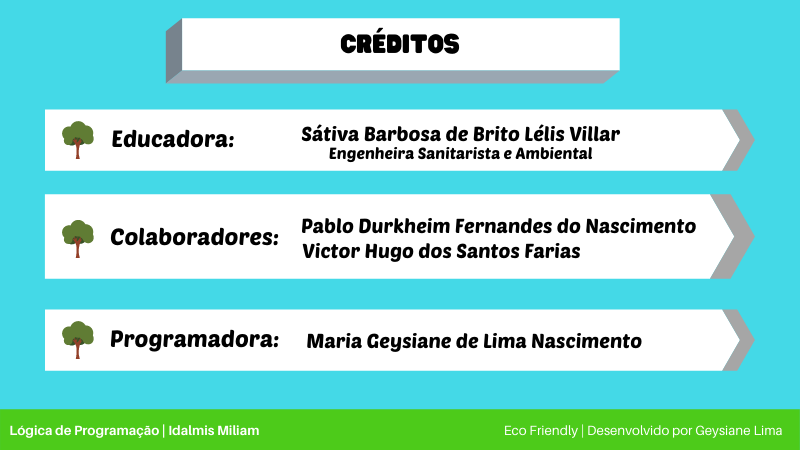 CRÉDITOS
Educadora:
Sátiva Barbosa de Brito Lélis Villar
Engenheira Sanitarista e Ambiental
Colaboradores:
Pablo Durkheim Fernandes do Nascimento
Victor Hugo dos Santos Farias
Programadora:
Maria Geysiane de Lima Nascimento
Lógica de Programação | Idalmis Miliam
Eco Friendly | Desenvolvido por Geysiane Lima